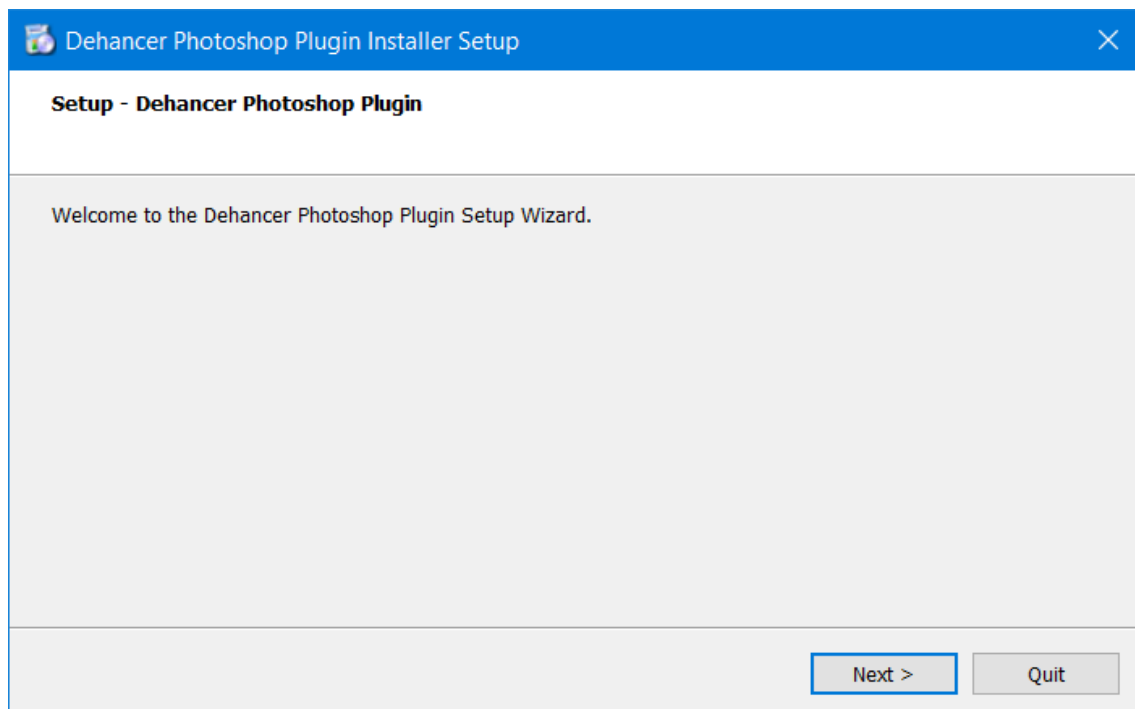 Dehancer Photoshop Plugin Installer Setup
Setup - Dehancer Photoshop Plugin
Welcome to the Dehancer Photoshop Plugin Setup Wizard.
Next > Quit